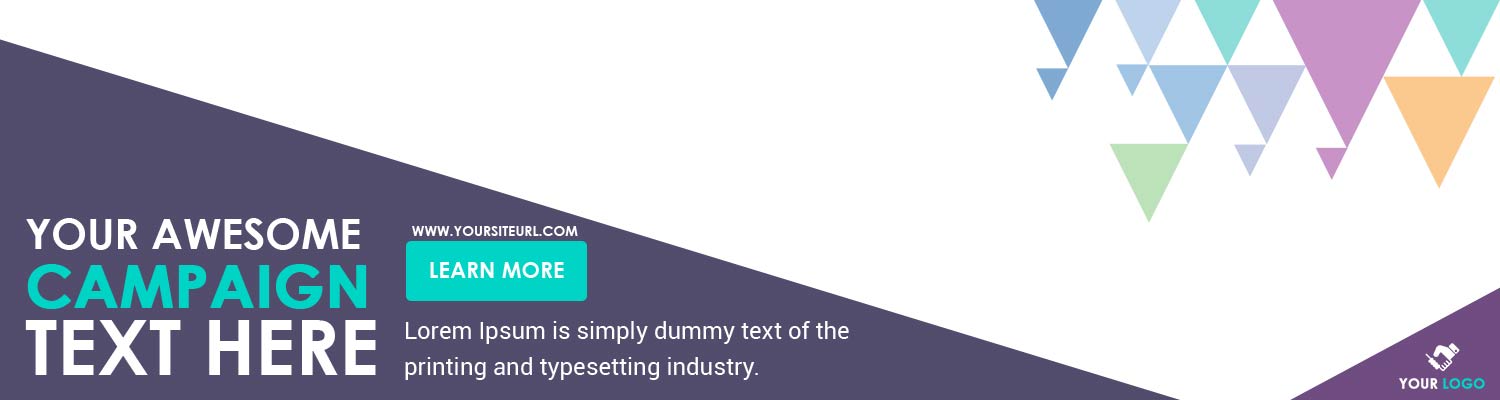 YOUR AWESOME
CAMPAIGN
TEXT HERE
WWW.YOURSITEURL.COM
LEARN MORE
Lorem Ipsum is simply dummy text of the
printing and typesetting industry.
YOUR LOGO